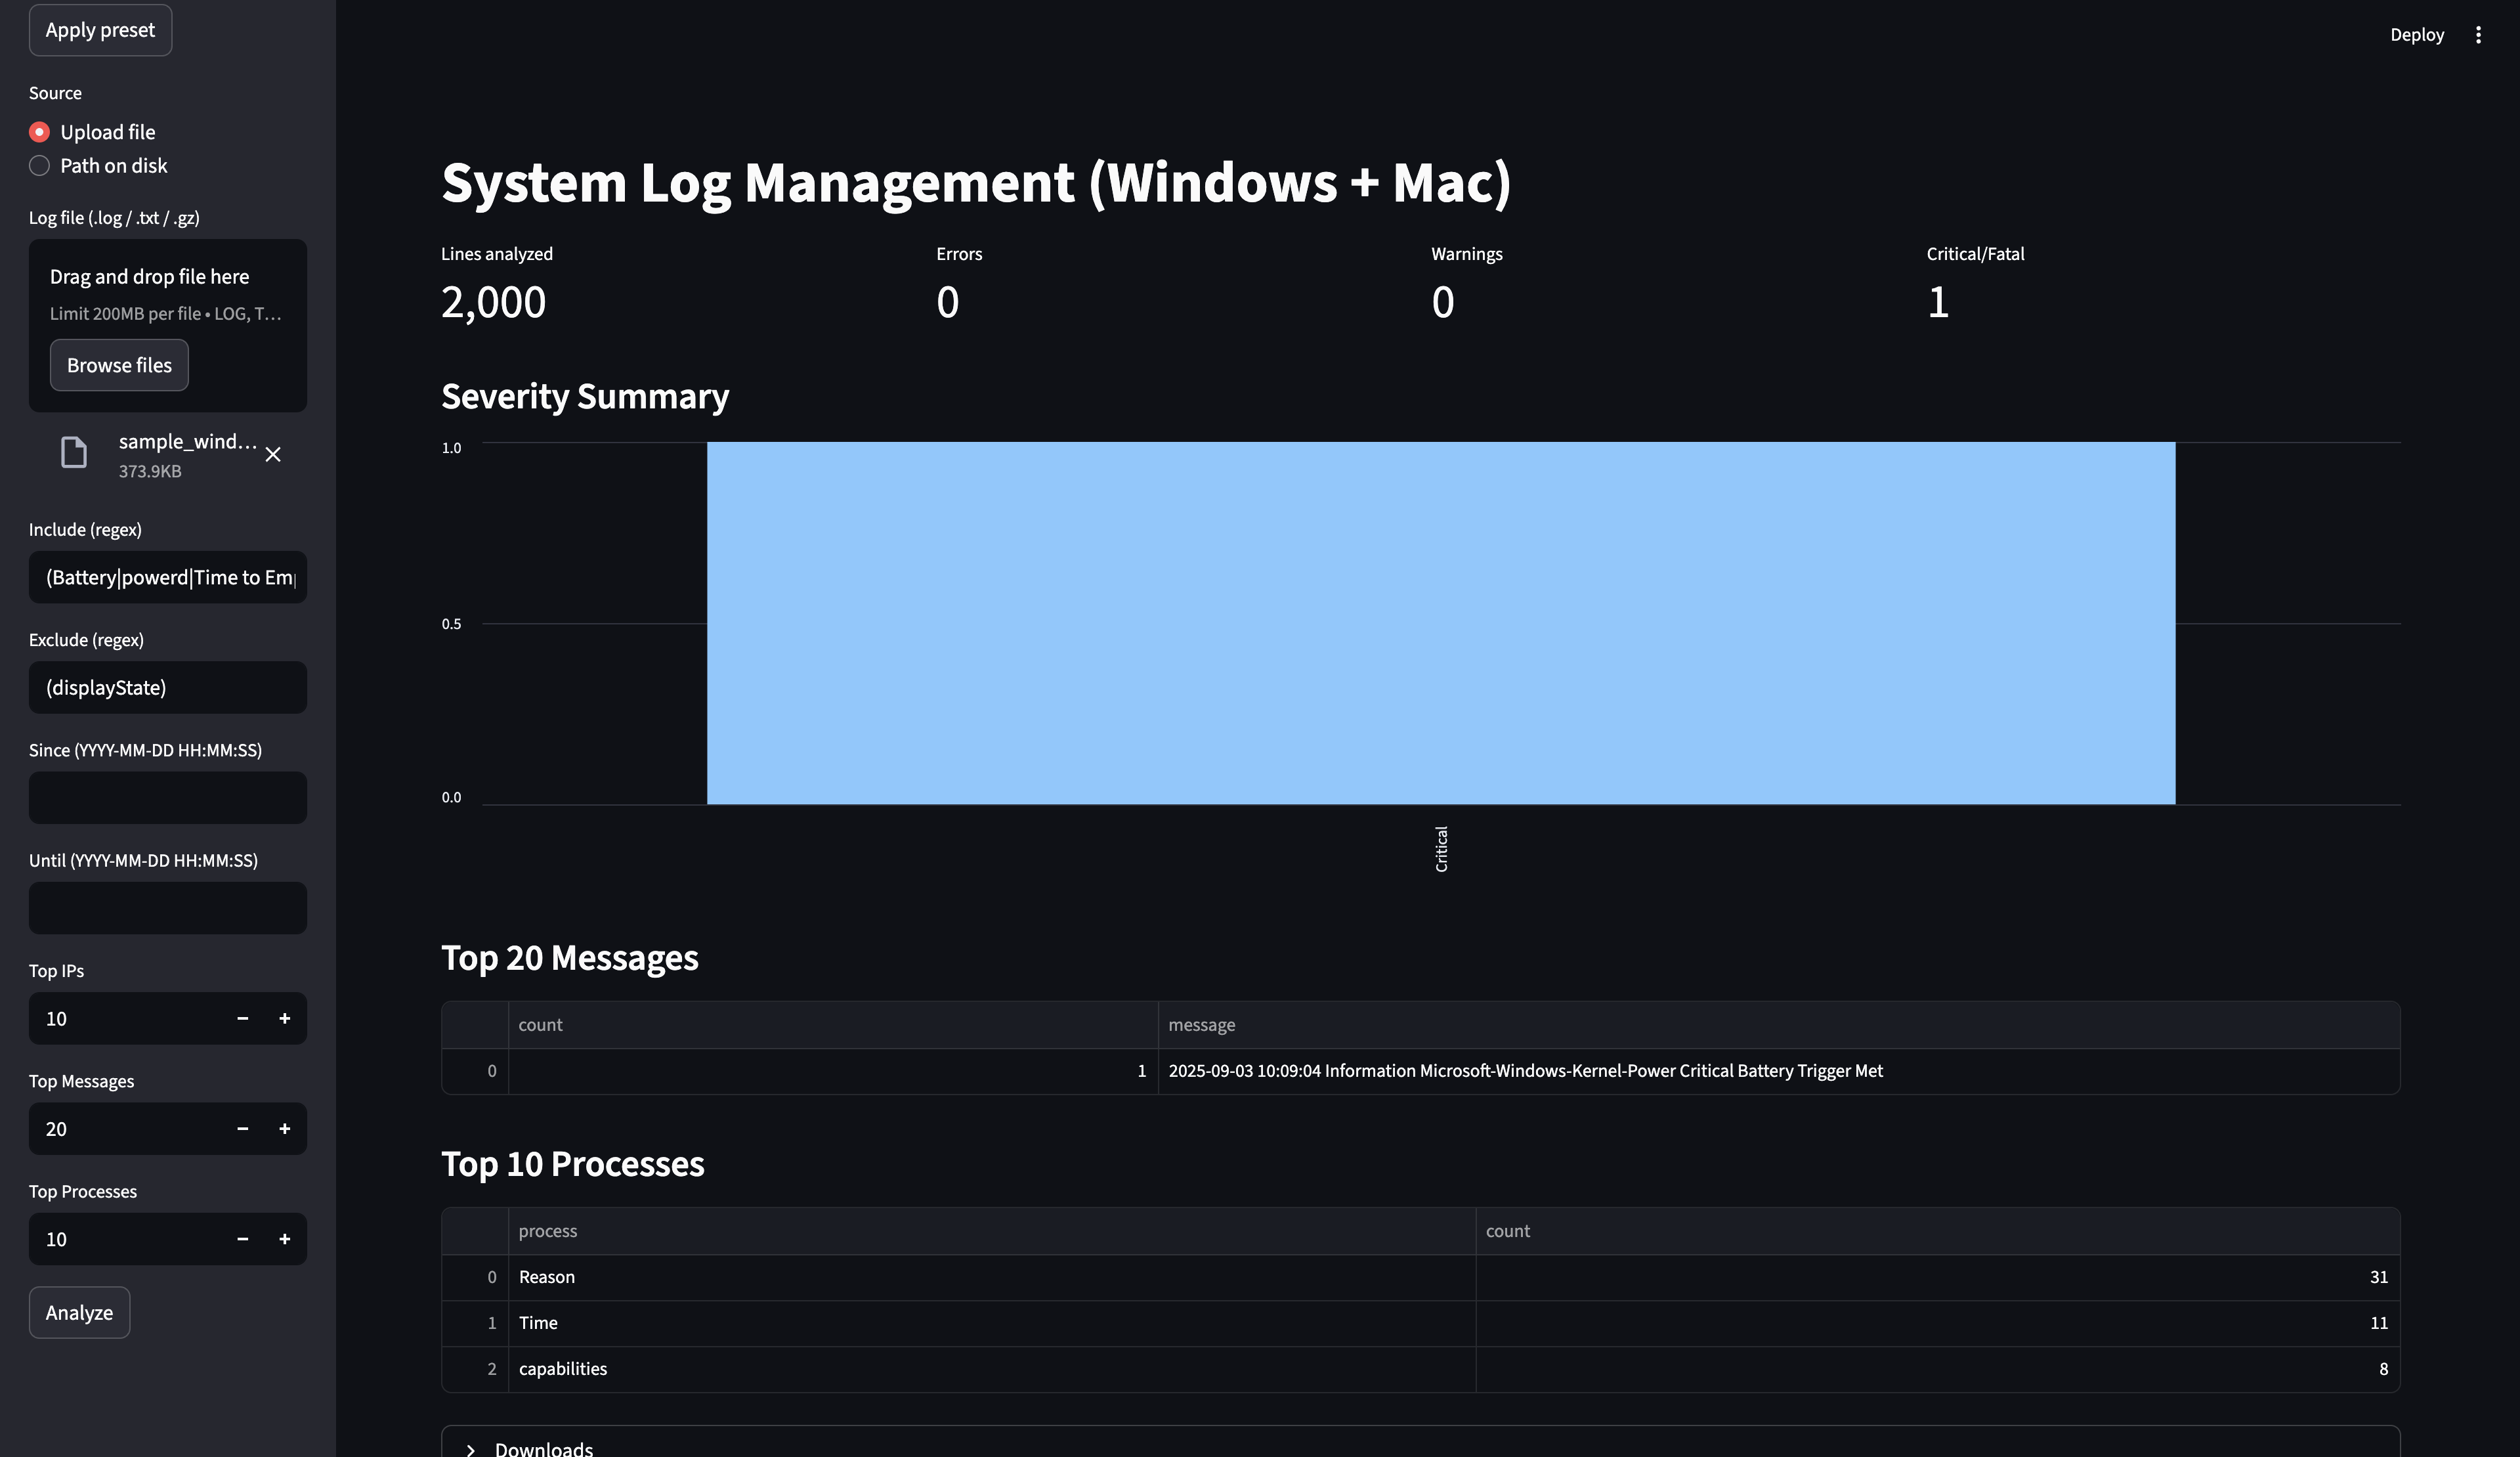 Apply preset
Source
Upload file
Path on disk
Log file (.log / .txt / .gz)
Drag and drop file here
Limit 200MB per file • LOG, T…
Browse files
sample_wind…
373.9KB
Include (regex)
(Battery|powerd|Time to Em
Exclude (regex)
(displayState)
Since (YYYY-MM-DD HH:MM:SS)
Until (YYYY-MM-DD HH:MM:SS)
Top IPs
10 − +
Top Messages
20 − +
Top Processes
10 − +
Analyze
Deploy
System Log Management (Windows + Mac)
Lines analyzed Errors Warnings Critical/Fatal
2,000 0 0 1
Severity Summary
1.0
0.5
0.0
Critical
Top 20 Messages
count message
0 1 2025-09-03 10:09:04 Information Microsoft-Windows-Kernel-Power Critical Battery Trigger Met
Top 10 Processes
process count
0 Reason 31
1 Time 11
2 capabilities 8
Downloads